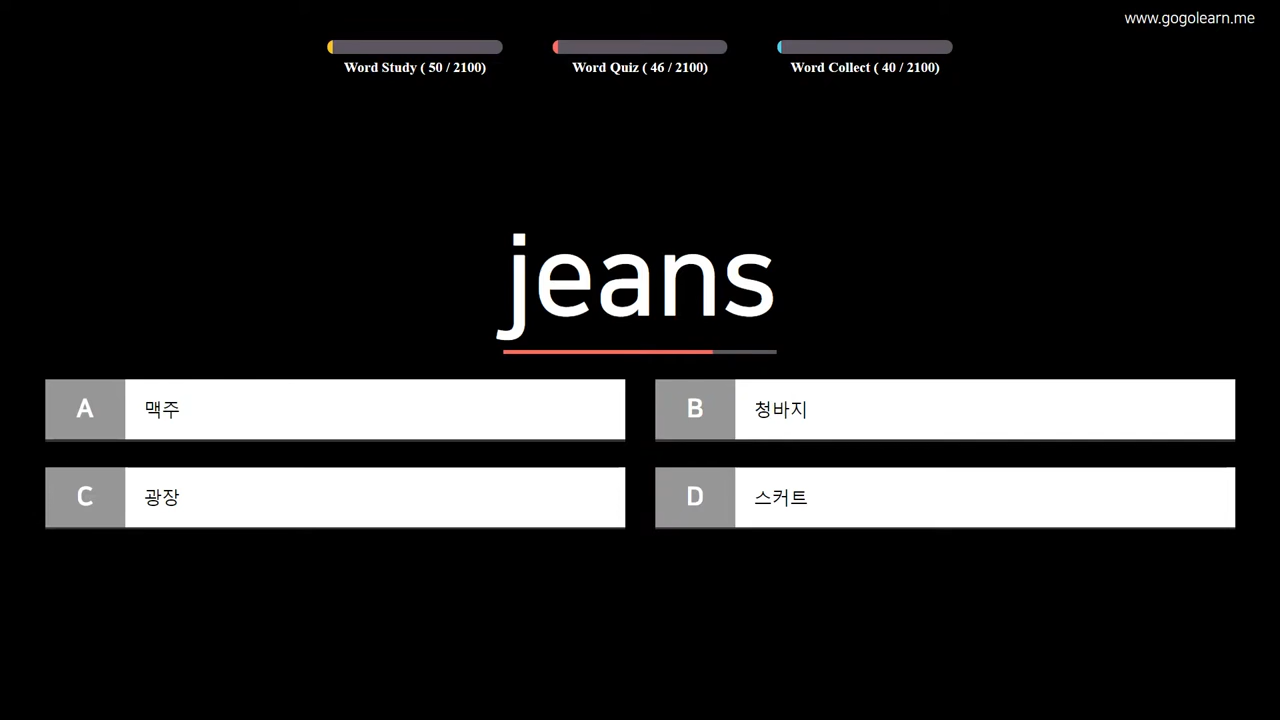 www.gogolearn.me
Word Study ( 50 / 2100)
Word Quiz ( 46 / 2100)
Word Collect ( 40 / 2100)
jeans
A 맥주
B 청바지
C 광장
D 스커트